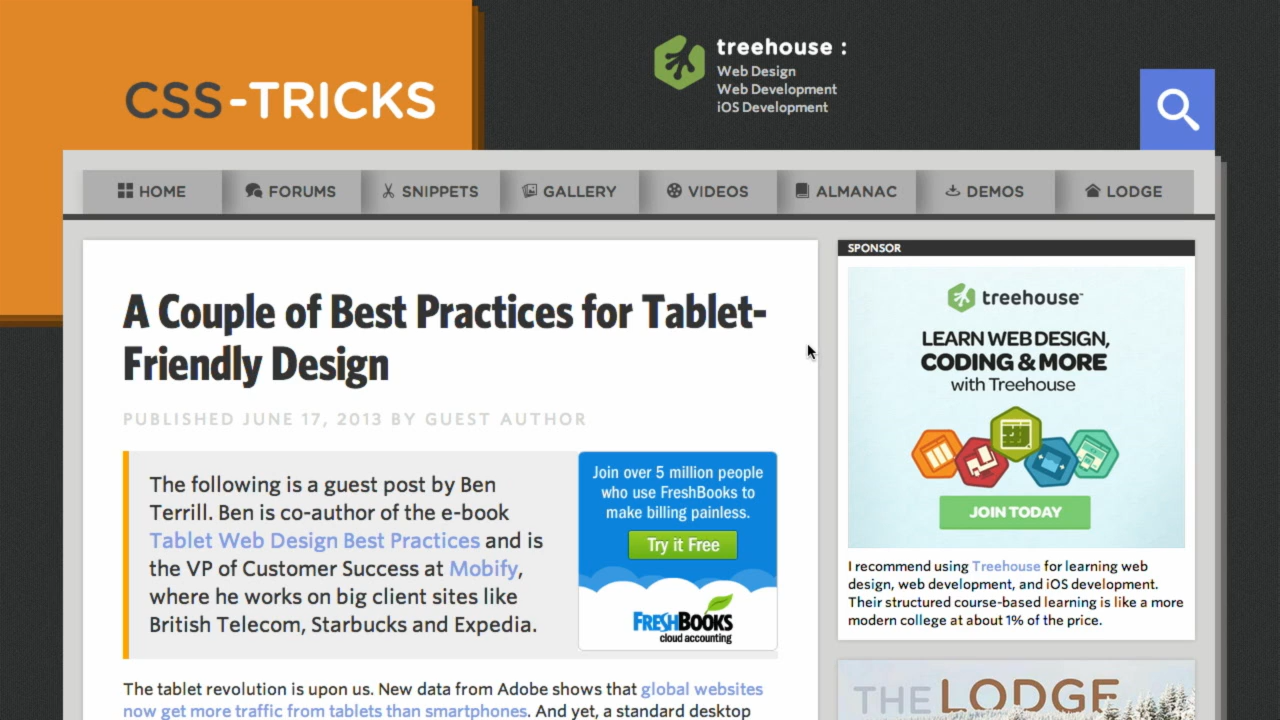 CSS-TRICKS
treehouse :
Web Design
Web Development
iOS Development
HOME FORUMS SNIPPETS GALLERY VIDEOS ALMANAC DEMOS LODGE
A Couple of Best Practices for Tablet-
Friendly Design
PUBLISHED JUNE 17, 2013 BY GUEST AUTHOR
The following is a guest post by Ben
Terrill. Ben is co-author of the e-book
Tablet Web Design Best Practices and is
the VP of Customer Success at Mobify,
where he works on big client sites like
British Telecom, Starbucks and Expedia.
Join over 5 million people
who use FreshBooks to
make billing painless.
Try it Free
FRESHBOOKS
cloud accounting
The tablet revolution is upon us. New data from Adobe shows that global websites
now get more traffic from tablets than smartphones. And yet, a standard desktop
SPONSOR
treehouse™
LEARN WEB DESIGN,
CODING & MORE
with Treehouse
JOIN TODAY
I recommend using Treehouse for learning web
design, web development, and iOS development.
Their structured course-based learning is like a more
modern college at about 1% of the price.
THE LODGE